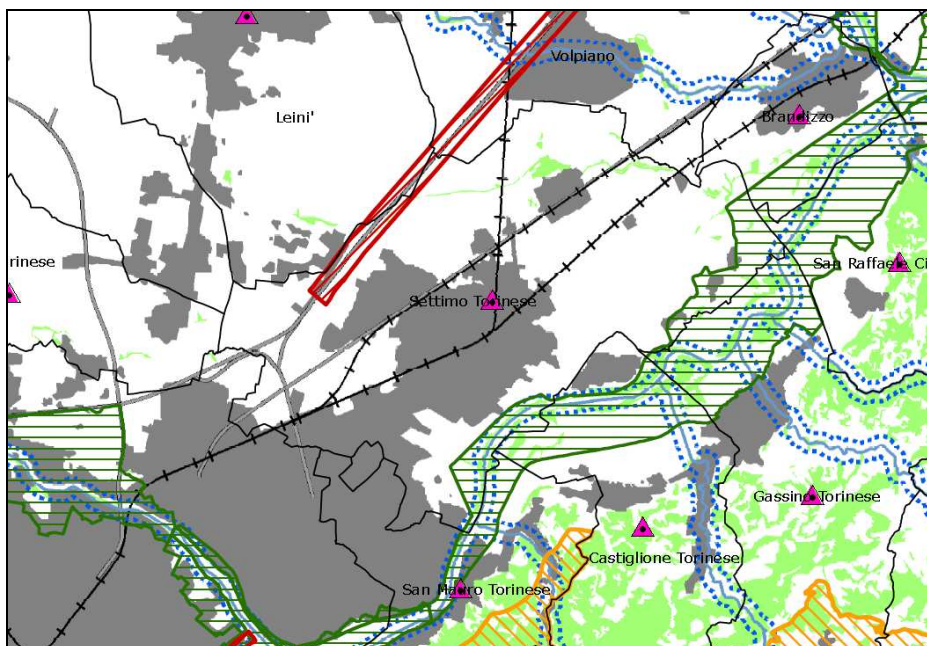 Volpiano
Leini'
Brandizzo
rinese
San Raffaele Ci
Settimo Torinese
Gassino Torinese
Castiglione Torinese
San Mauro Torinese